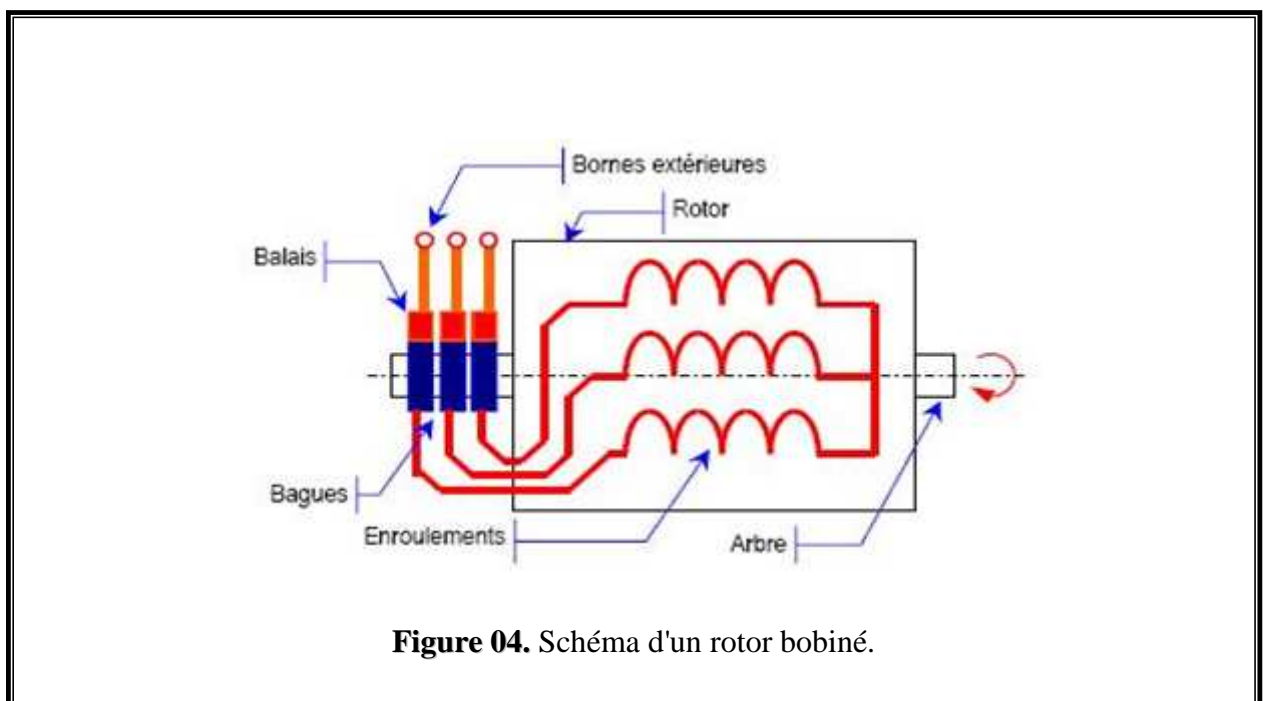 Bornes extérieures
Rotor
Balais
Bagues
Enroulements
Arbre
Figure 04. Schéma d'un rotor bobiné.